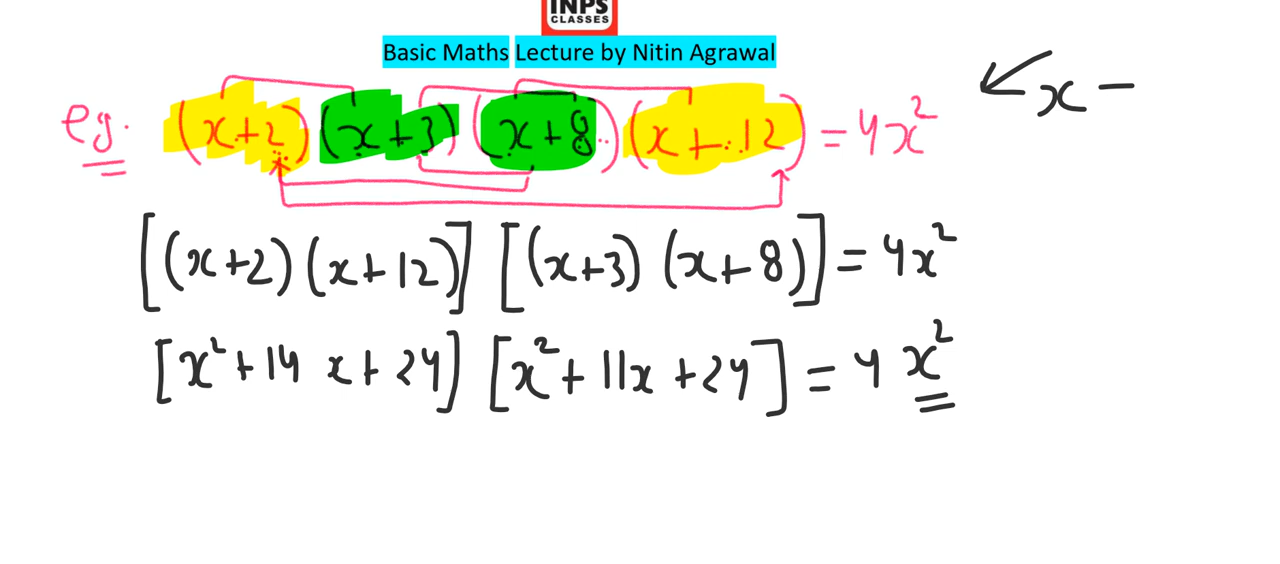 INPS
CLASSES
Basic Maths Lecture by Nitin Agrawal
x −
eg. (x+2)(x+3)(x+8)(x+12)=4x²
[(x+2)(x+12)] [(x+3)(x+8)]=4x²
[x²+14x+24] [x²+11x+24]=4x²